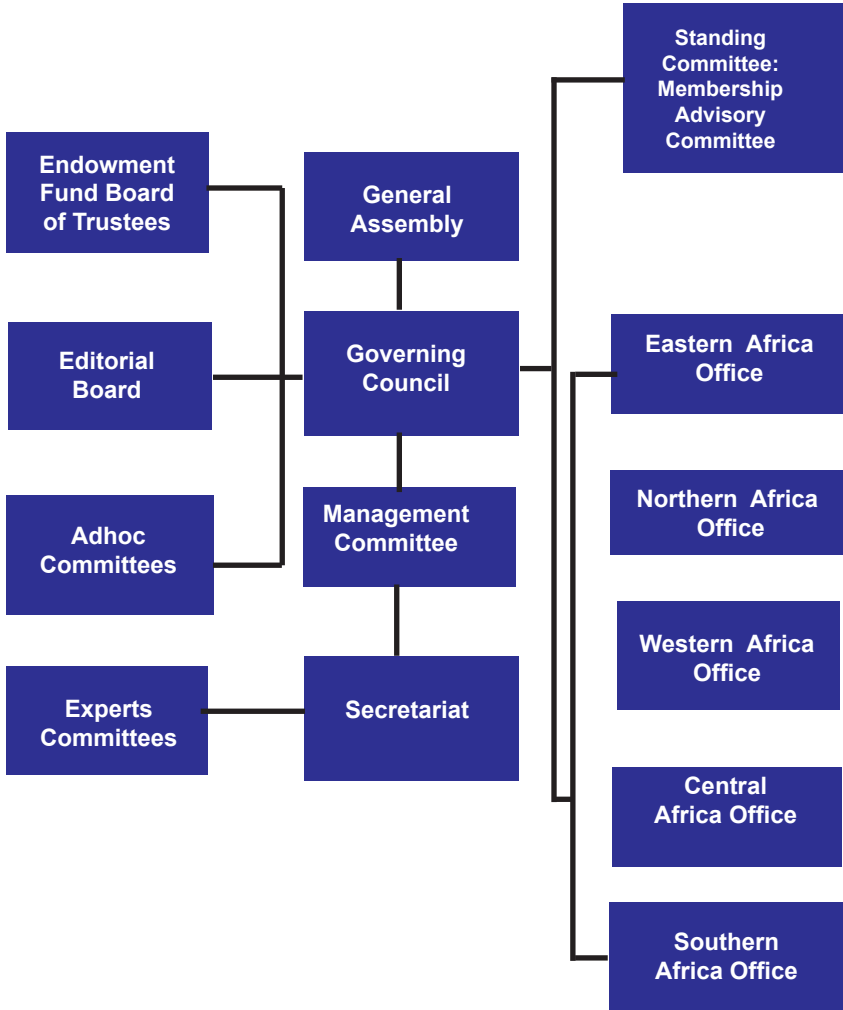 Standing
Committee:
Membership
Advisory
Committee
Endowment
Fund Board
of Trustees
General
Assembly
Editorial
Board
Governing
Council
Eastern Africa
Office
Adhoc
Committees
Management
Committee
Northern Africa
Office
Western Africa
Office
Experts
Committees
Secretariat
Central
Africa Office
Southern
Africa Office